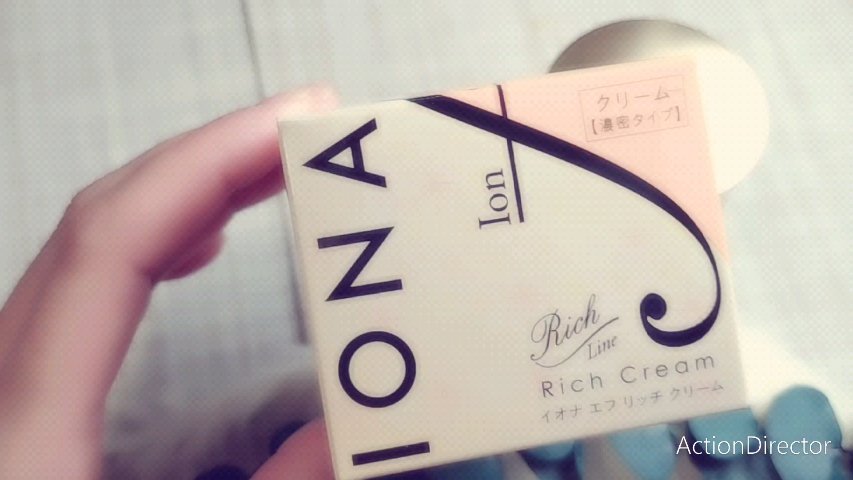 IONA
Ion
クリーム
【濃密タイプ】
Rich
Line
Rich Cream
イオナ エフ リッチ クリーム
ActionDirector